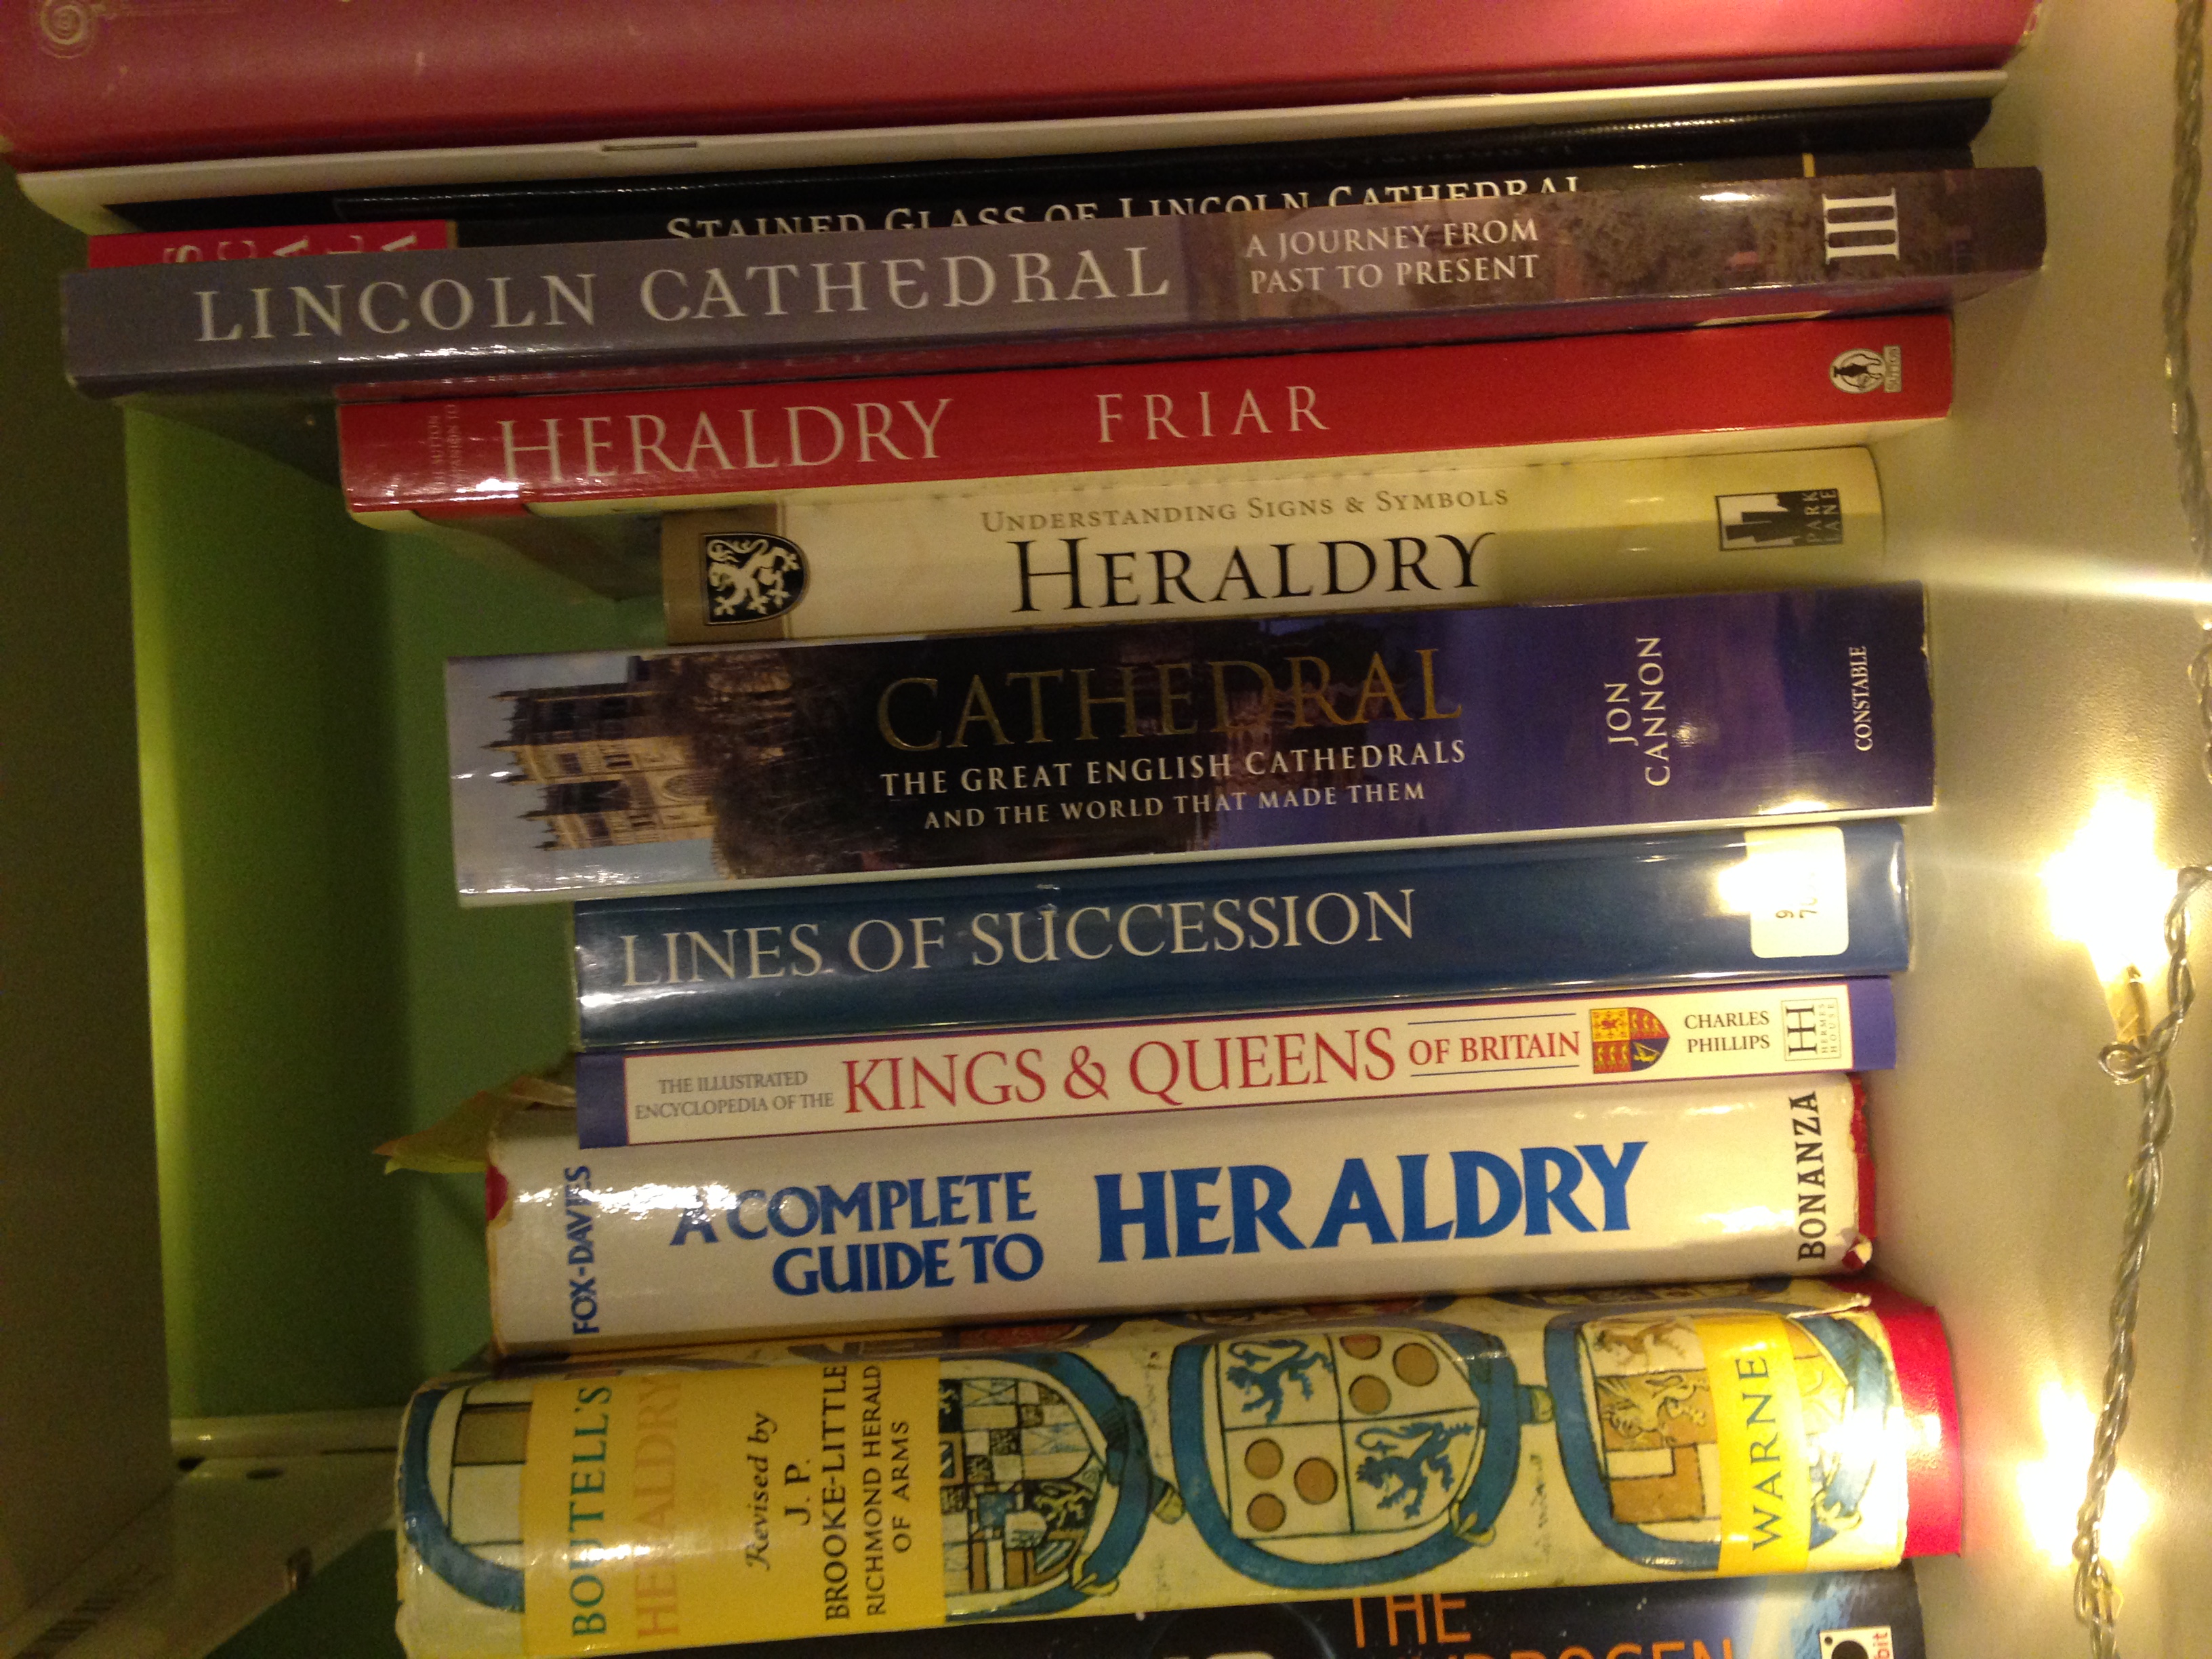 THE
bit
BOUTELL'S
HERALDRY
Revised by
J. P.
BROOKE-LITTLE
RICHMOND HERALD
OF ARMS
WARNE
FOX-DAVIES
A COMPLETE
GUIDE TO
HERALDRY
BONANZA
THE ILLUSTRATED
ENCYCLOPEDIA OF THE
KINGS & QUEENS OF BRITAIN
CHARLES
PHILLIPS
HH
HERMES
HOUSE
LINES OF SUCCESSION
CATHEDRAL
THE GREAT ENGLISH CATHEDRALS
AND THE WORLD THAT MADE THEM
JON
CANNON
CONSTABLE
UNDERSTANDING SIGNS & SYMBOLS
HERALDRY
PARK
LANE
THE SUTTON
COMPANION TO
HERALDRY FRIAR
SUTTON
LINCOLN CATHEDRAL
A JOURNEY FROM
PAST TO PRESENT
III
SCALA
STAINED GLASS OF LINCOLN CATHEDRAL